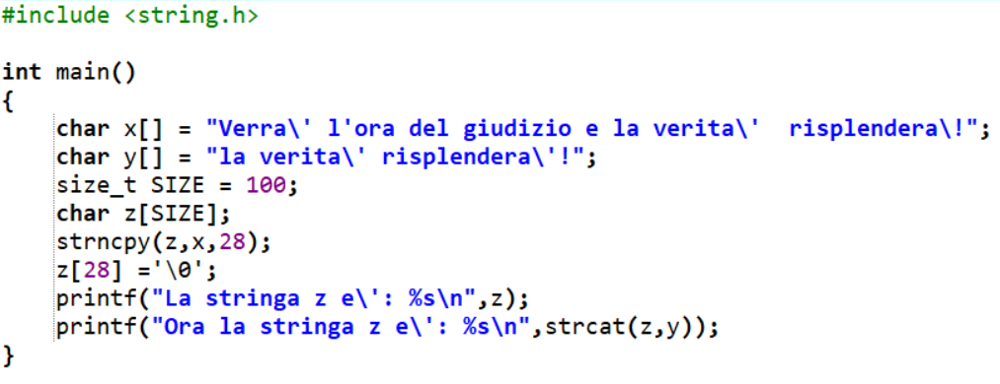 #include <string.h>
int main()
{
char x[] = "Verra\' l'ora del giudizio e la verita\'  risplendera\!";
char y[] = "la verita\' risplendera\'!";
size_t SIZE = 100;
char z[SIZE];
strncpy(z,x,28);
z[28] ='\0';
printf("La stringa z e\': %s\n",z);
printf("Ora la stringa z e\': %s\n",strcat(z,y));
}